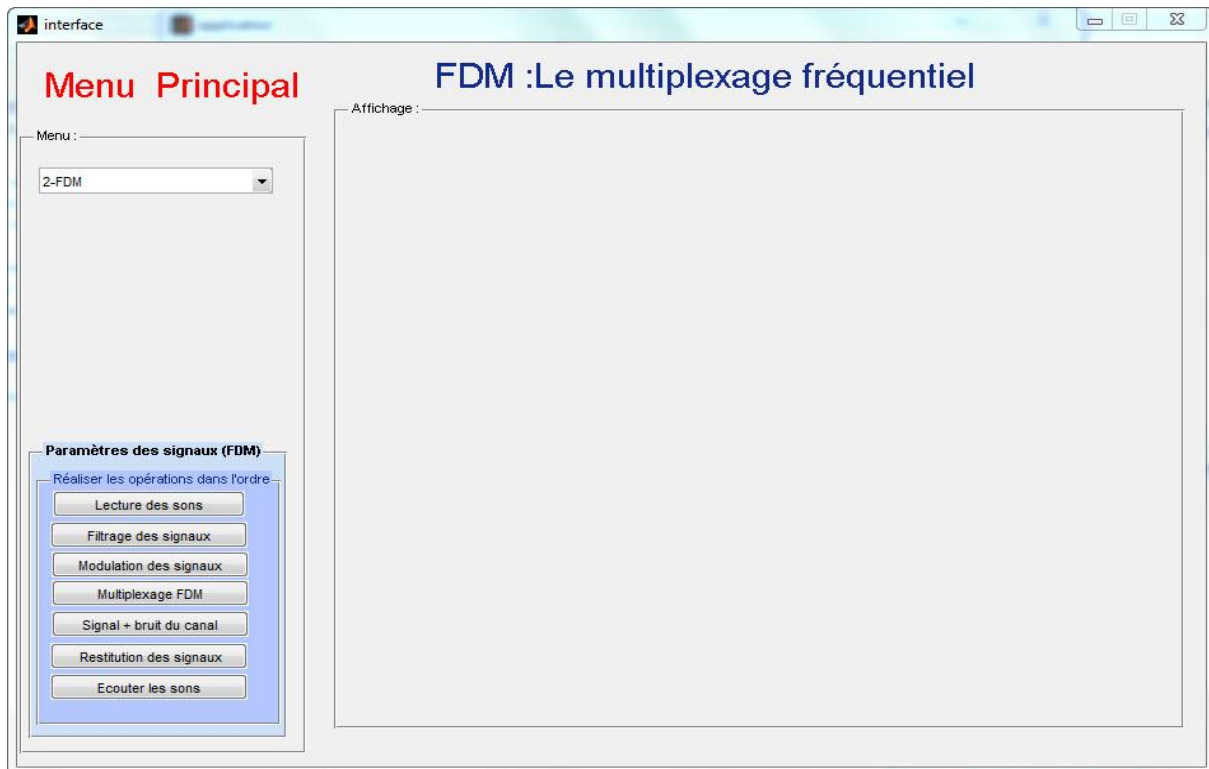 interface
Menu Principal
FDM :Le multiplexage fréquentiel
Affichage :
Menu :
2-FDM
Paramètres des signaux (FDM)
Réaliser les opérations dans l'ordre
Lecture des sons
Filtrage des signaux
Modulation des signaux
Multiplexage FDM
Signal + bruit du canal
Restitution des signaux
Ecouter les sons